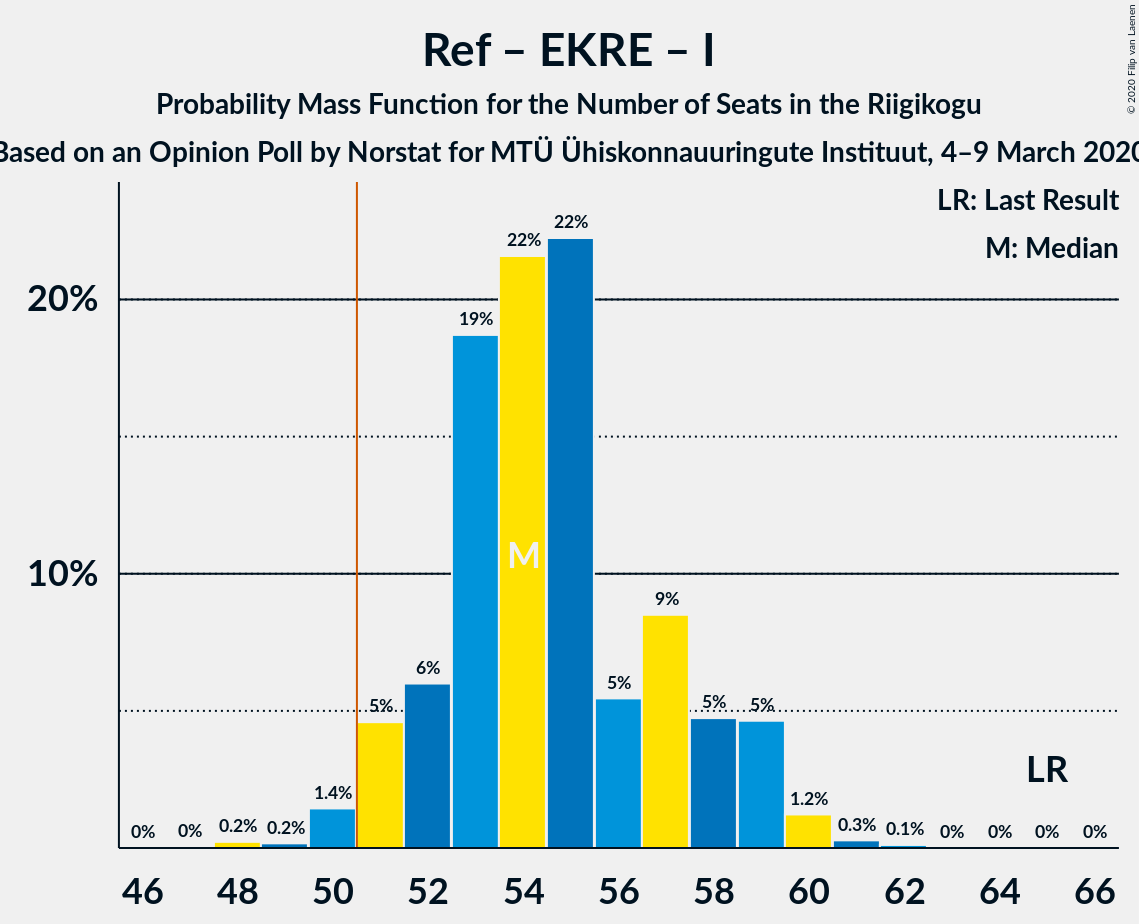 Ref – EKRE – I
Probability Mass Function for the Number of Seats in the Riigikogu
Based on an Opinion Poll by Norstat for MTÜ Ühiskonnauuringute Instituut, 4–9 March 2020
© 2020 Filip van Laenen
LR: Last Result
M: Median
20%
10%
0% 0% 0.2% 0.2% 1.4% 5% 6% 19% 22% 22% 5% 9% 5% 5% 1.2% 0.3% 0.1% 0% 0% 0% 0%
M
LR
46 48 50 52 54 56 58 60 62 64 66